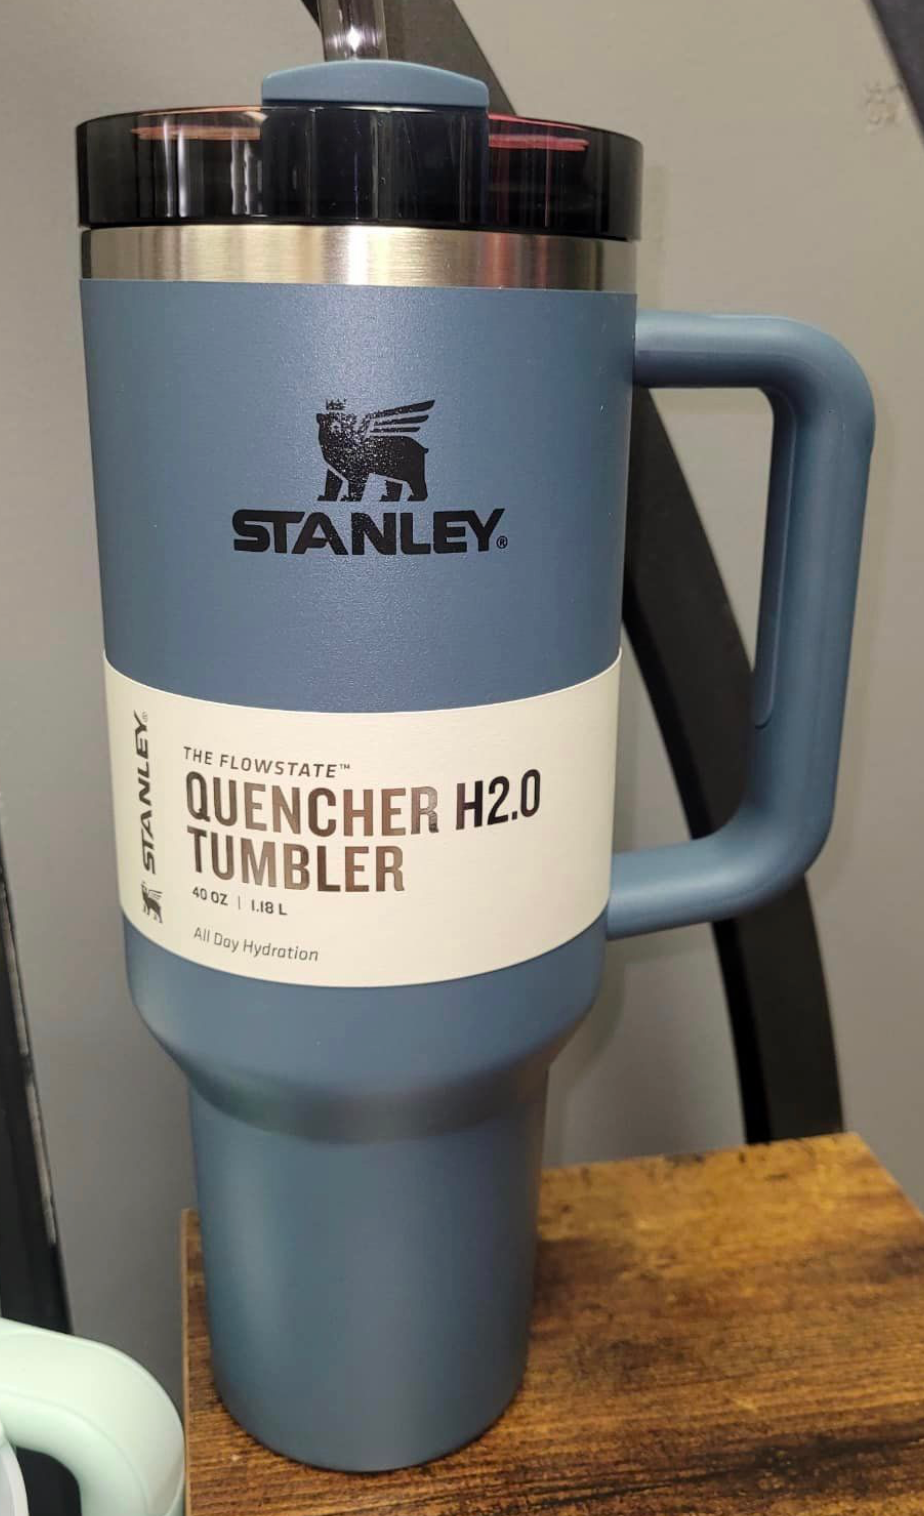 STANLEY®
STANLEY®
THE FLOWSTATE™
QUENCHER H2.0
TUMBLER
40 OZ | 1.18 L
All Day Hydration